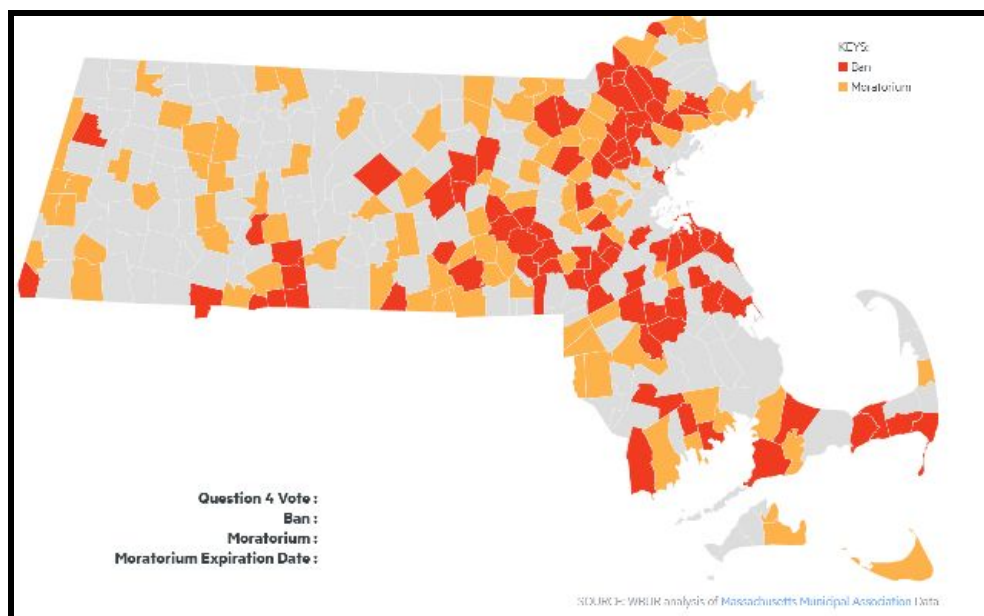 KEYS:
Ban
Moratorium
Question 4 Vote :
Ban :
Moratorium :
Moratorium Expiration Date :
SOURCE: WBUR analysis of Massachusetts Municipal Association Data